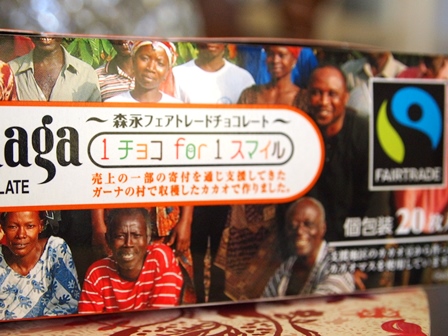 naga
LATE
～森永フェアトレードチョコレート～
1チョコ for 1スマイル
売上の一部の寄付を通じ支援してきた
ガーナの村で収穫したカカオで作りました。
FAIRTRADE
個包装 20